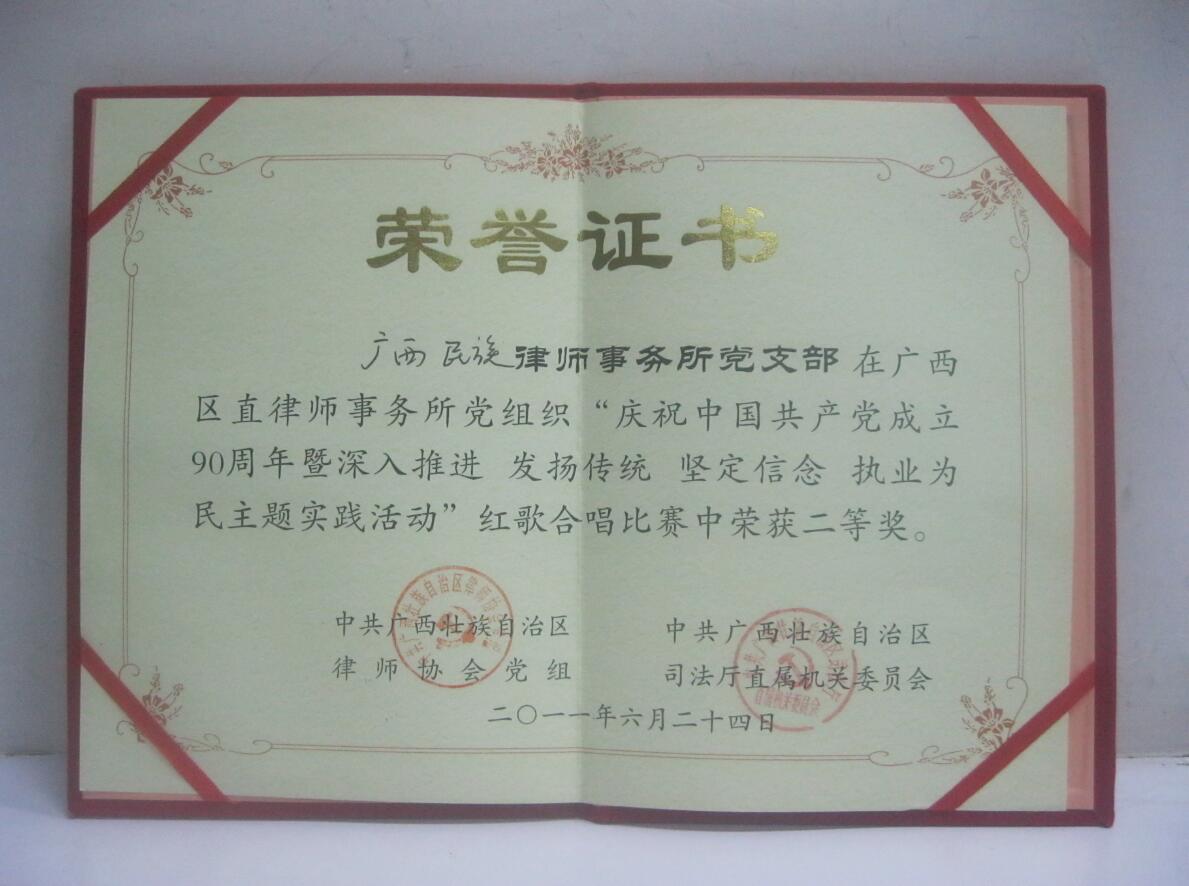 荣誉证书
广西 民族律师事务所党支部 在广西
区直律师事务所党组织“庆祝中国共产党成立
90周年暨深入推进 发扬传统 坚定信念 执业为
民主题实践活动”红歌合唱比赛中荣获二等奖。
中共广西壮族自治区
律师协会党组
中共广西壮族自治区
司法厅直属机关委员会
二〇一一年六月二十四日